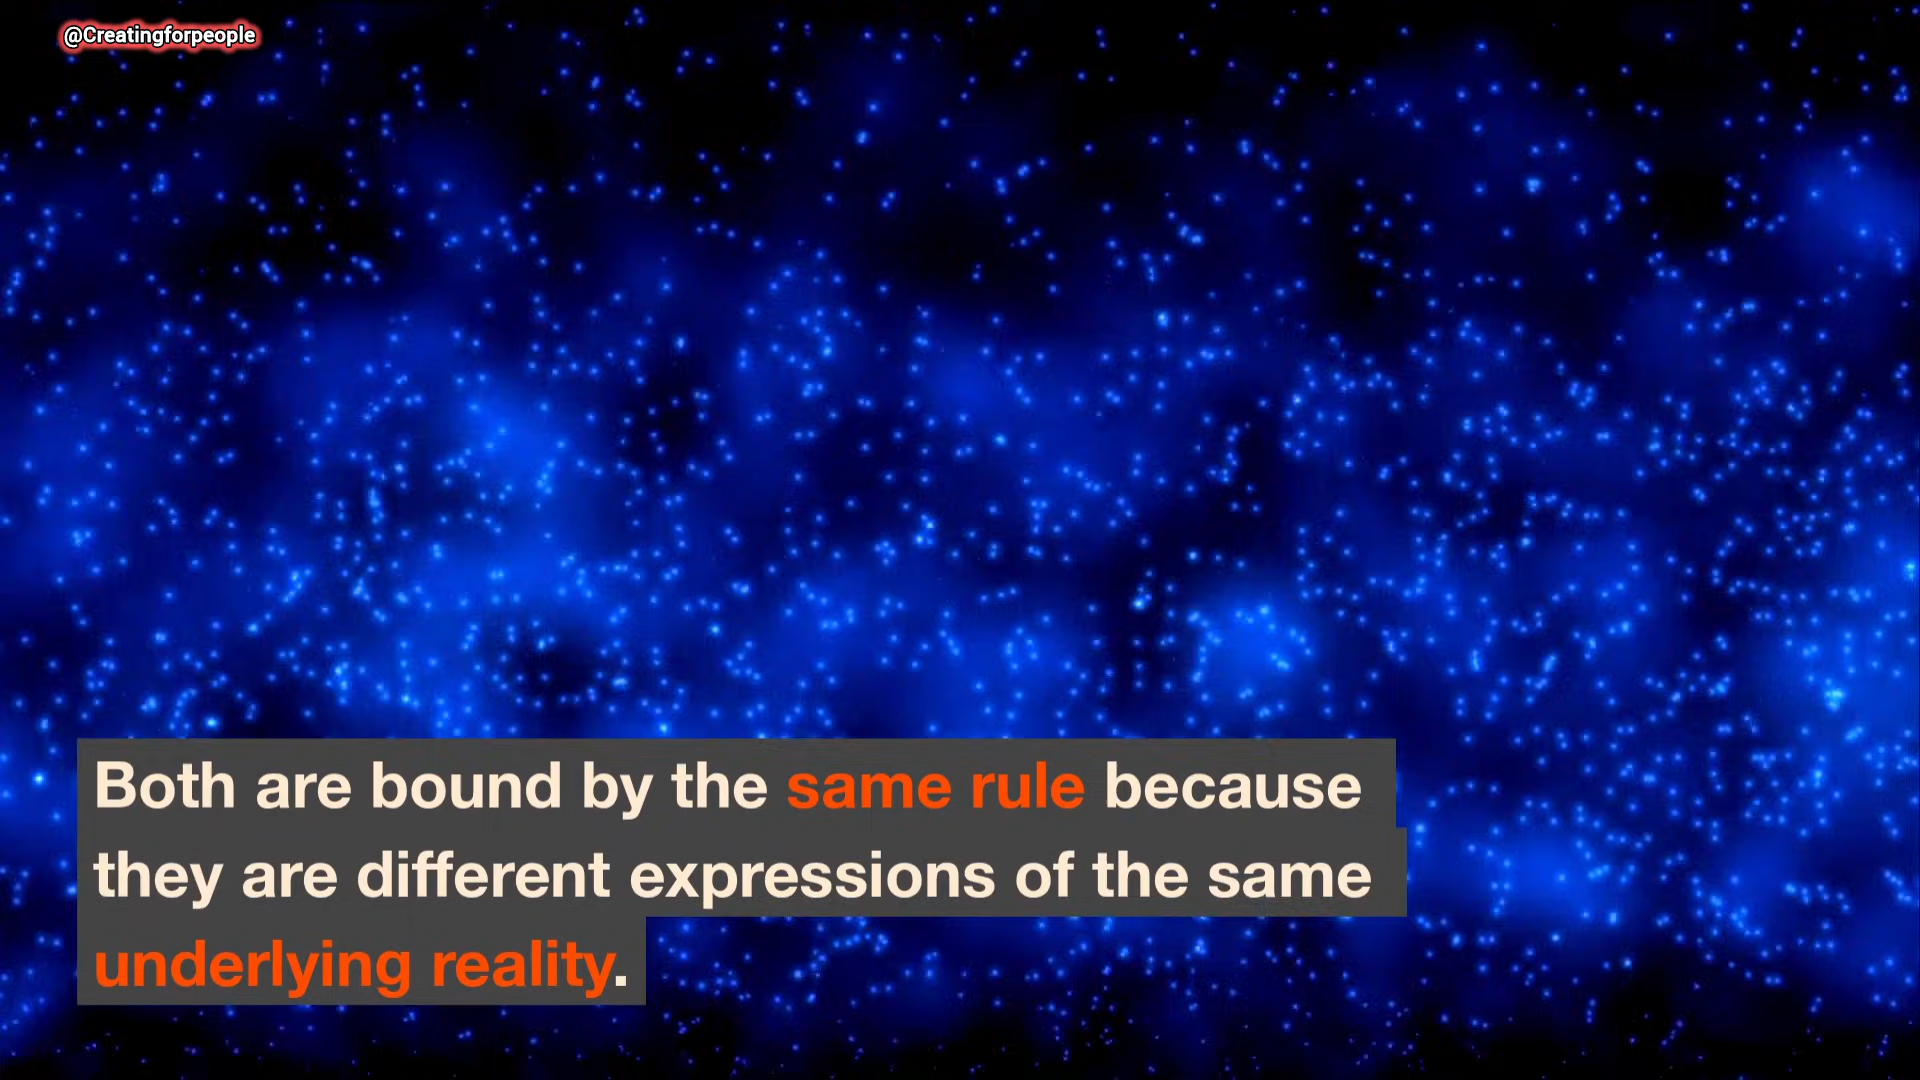 @Creatingforpeople
Both are bound by the same rule because
they are different expressions of the same
underlying reality.